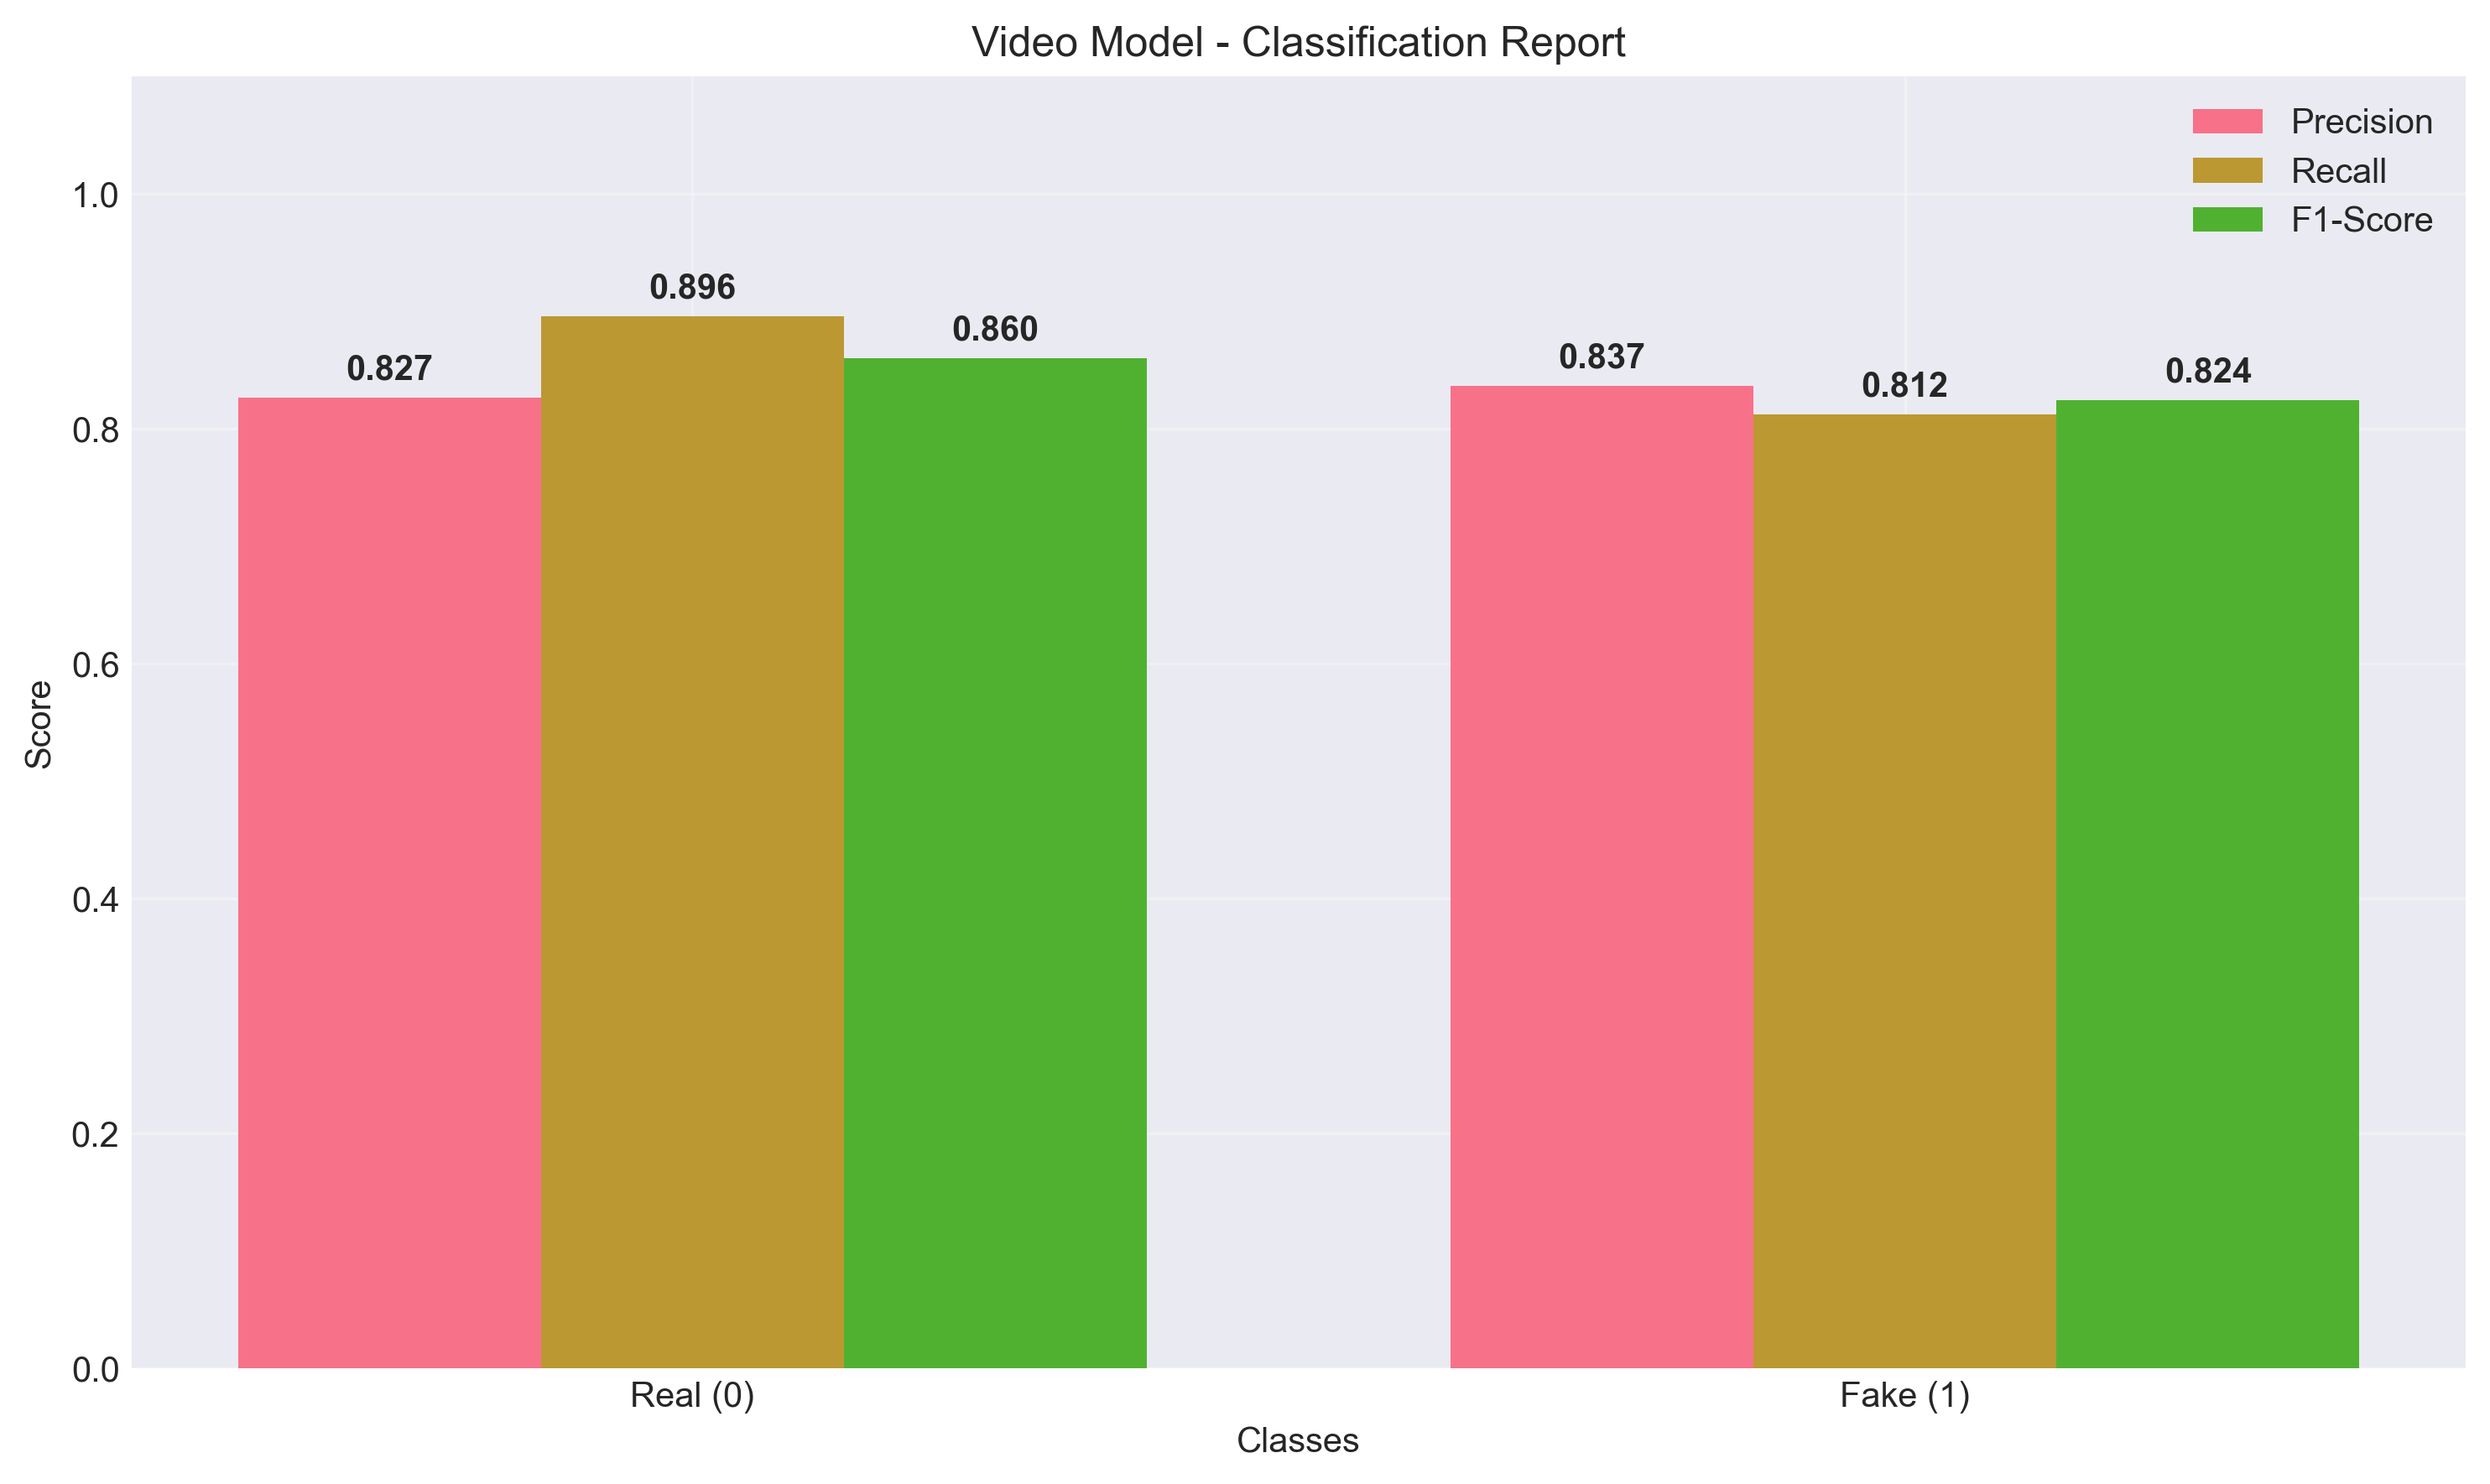 Video Model - Classification Report
Precision
Recall
F1-Score
1.0
0.8
0.6
0.4
0.2
0.0
Score
0.827
0.896
0.860
0.837
0.812
0.824
Real (0)
Fake (1)
Classes